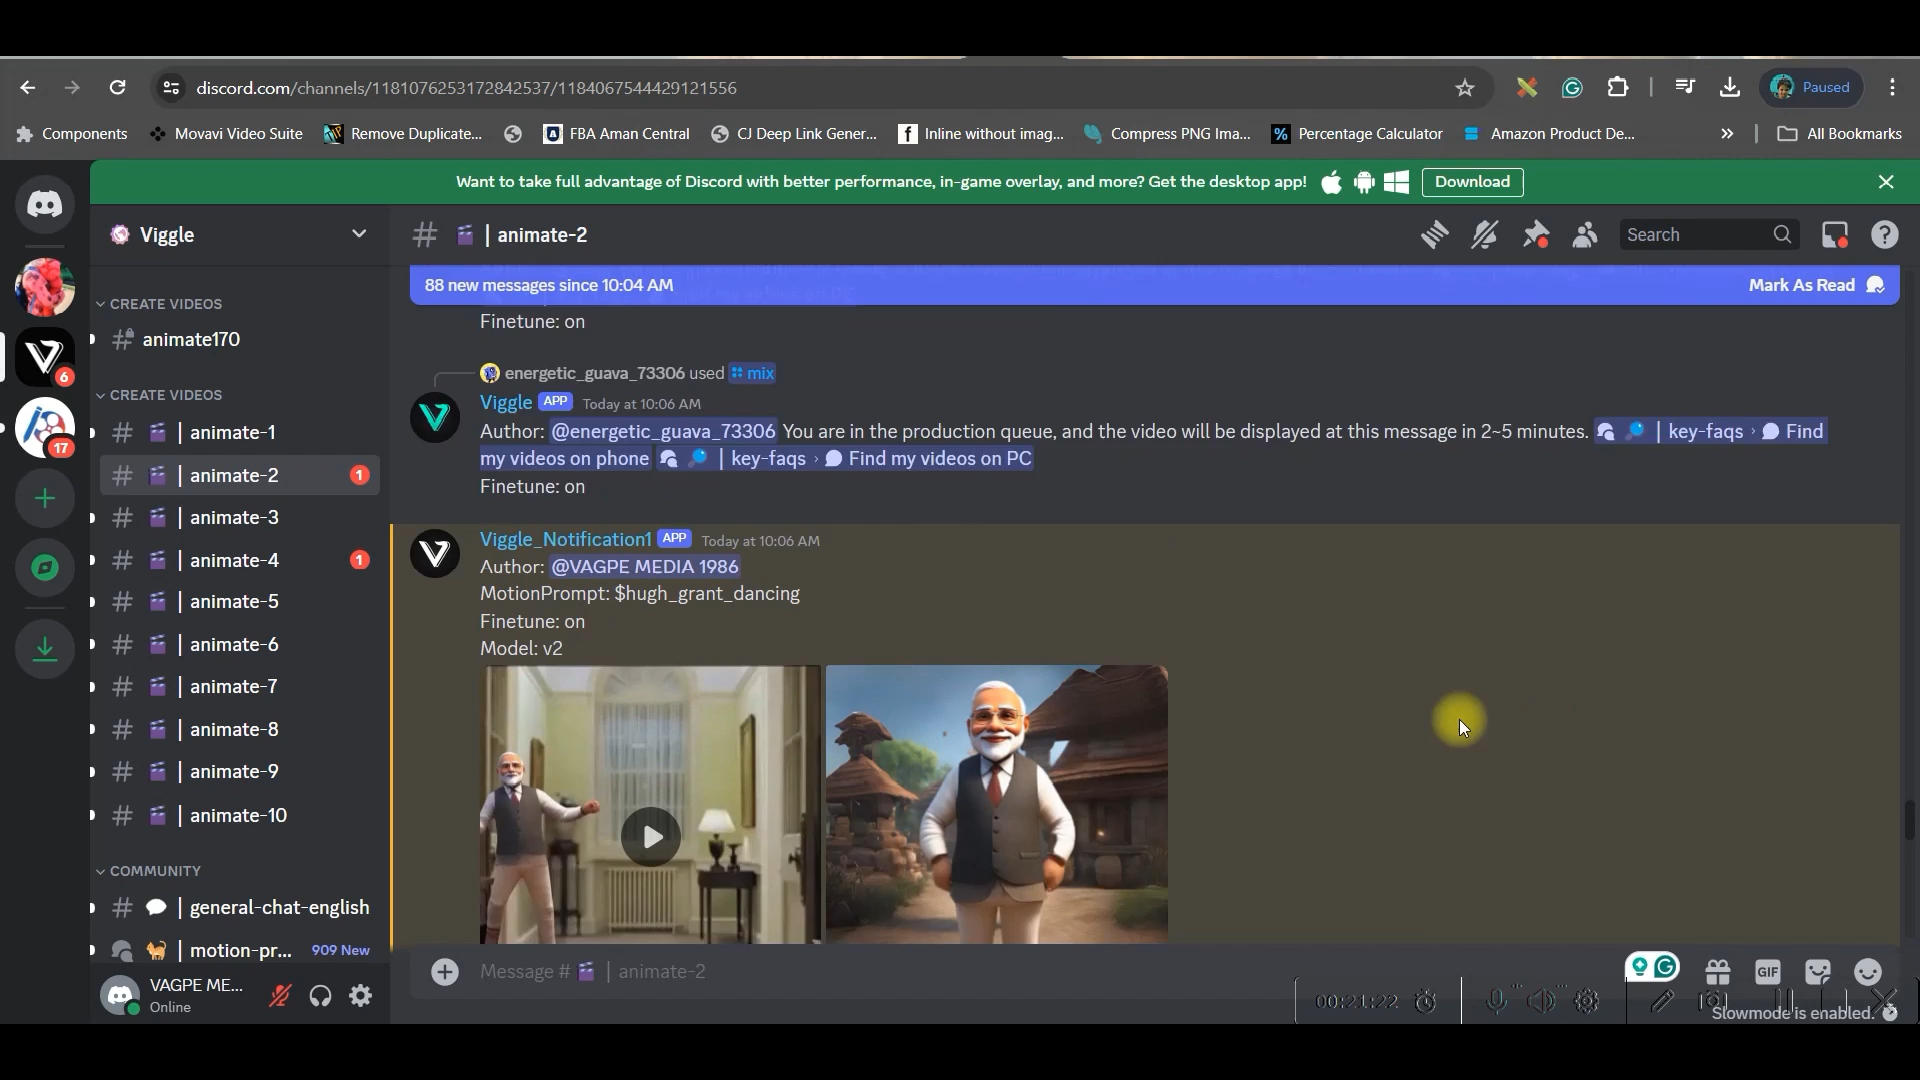 discord.com/channels/1181076253172842537/1184067544429121556
Paused
Components
Movavi Video Suite
Remove Duplicate...
FBA Aman Central
CJ Deep Link Gener...
Inline without imag...
Compress PNG Ima...
Percentage Calculator
Amazon Product De...
All Bookmarks
Want to take full advantage of Discord with better performance, in-game overlay, and more? Get the desktop app!
Download
Viggle
# | animate-2
Search
88 new messages since 10:04 AM
Mark As Read
CREATE VIDEOS
# animate170
CREATE VIDEOS
# | animate-1
# | animate-2 1
# | animate-3
# | animate-4 1
# | animate-5
# | animate-6
# | animate-7
# | animate-8
# | animate-9
# | animate-10
COMMUNITY
# | general-chat-english
| motion-pr... 909 New
6
17
VAGPE ME...
Online
Finetune: on
energetic_guava_73306 used mix
Viggle APP Today at 10:06 AM
Author: @energetic_guava_73306 You are in the production queue, and the video will be displayed at this message in 2~5 minutes. | key-faqs › Find
my videos on phone | key-faqs › Find my videos on PC
Finetune: on
Viggle_Notification1 APP Today at 10:06 AM
Author: @VAGPE MEDIA 1986
MotionPrompt: $hugh_grant_dancing
Finetune: on
Model: v2
Message # | animate-2
GIF
00:21:22
Slowmode is enabled.